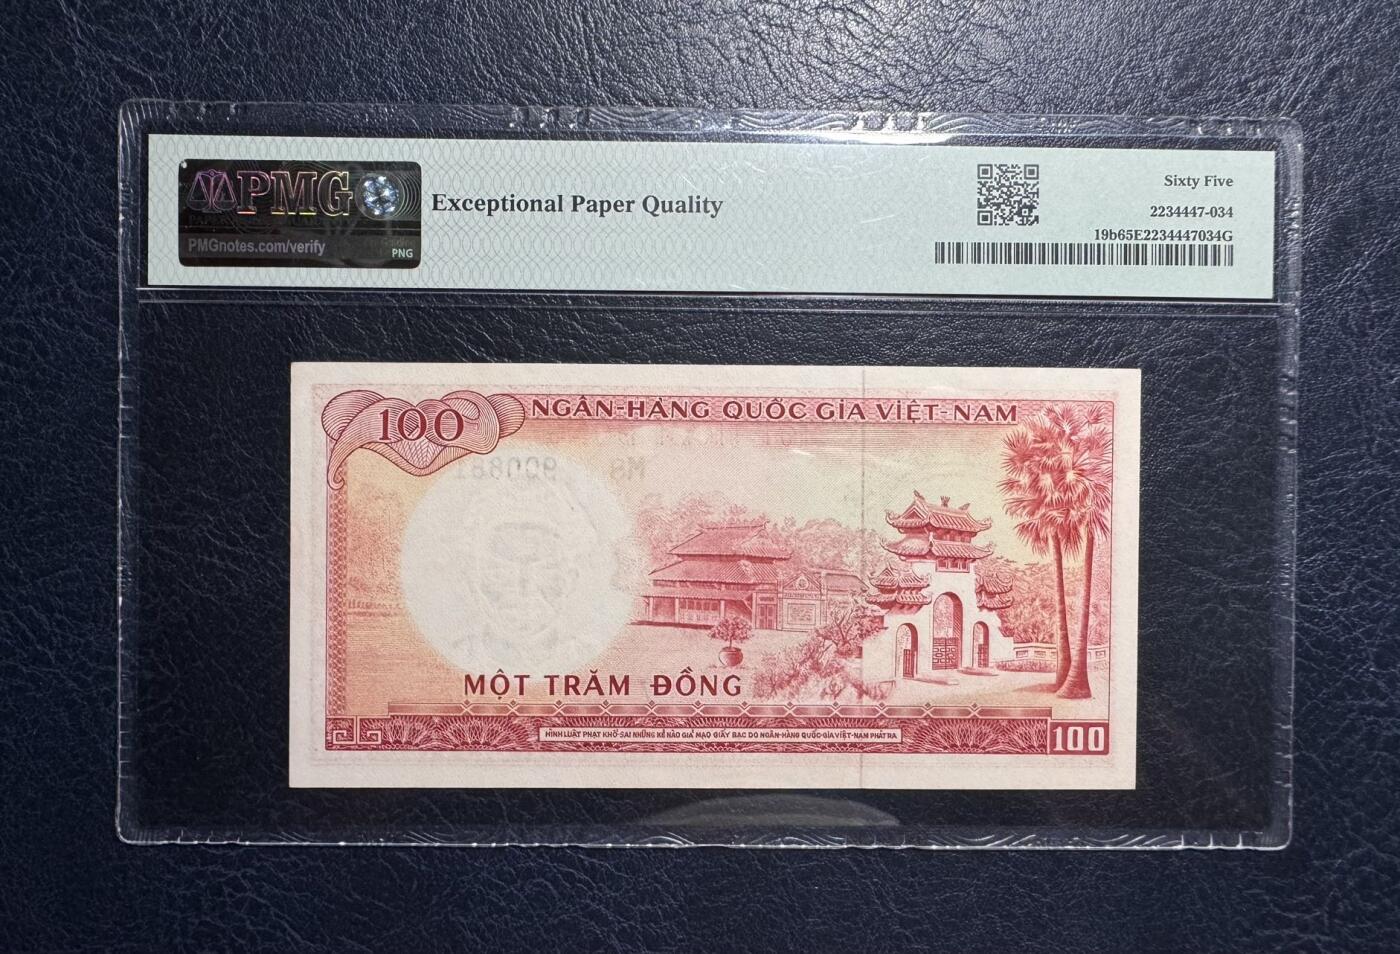 PMG
PMGnotes.com/verify
PNG
Exceptional Paper Quality
Sixty Five
2234447-034
19b65E2234447034G
100
NGÂN-HÀNG QUỐC GIA VIỆT-NAM
M8
MỘT TRĂM ĐỒNG
HÌNH LUẬT PHẠT KHỔ-SAI NHỮNG KẺ NÀO GIẢ MẠO GIẤY BẠC DO NGÂN-HÀNG QUỐC-GIA VIỆT-NAM PHÁT RA
100